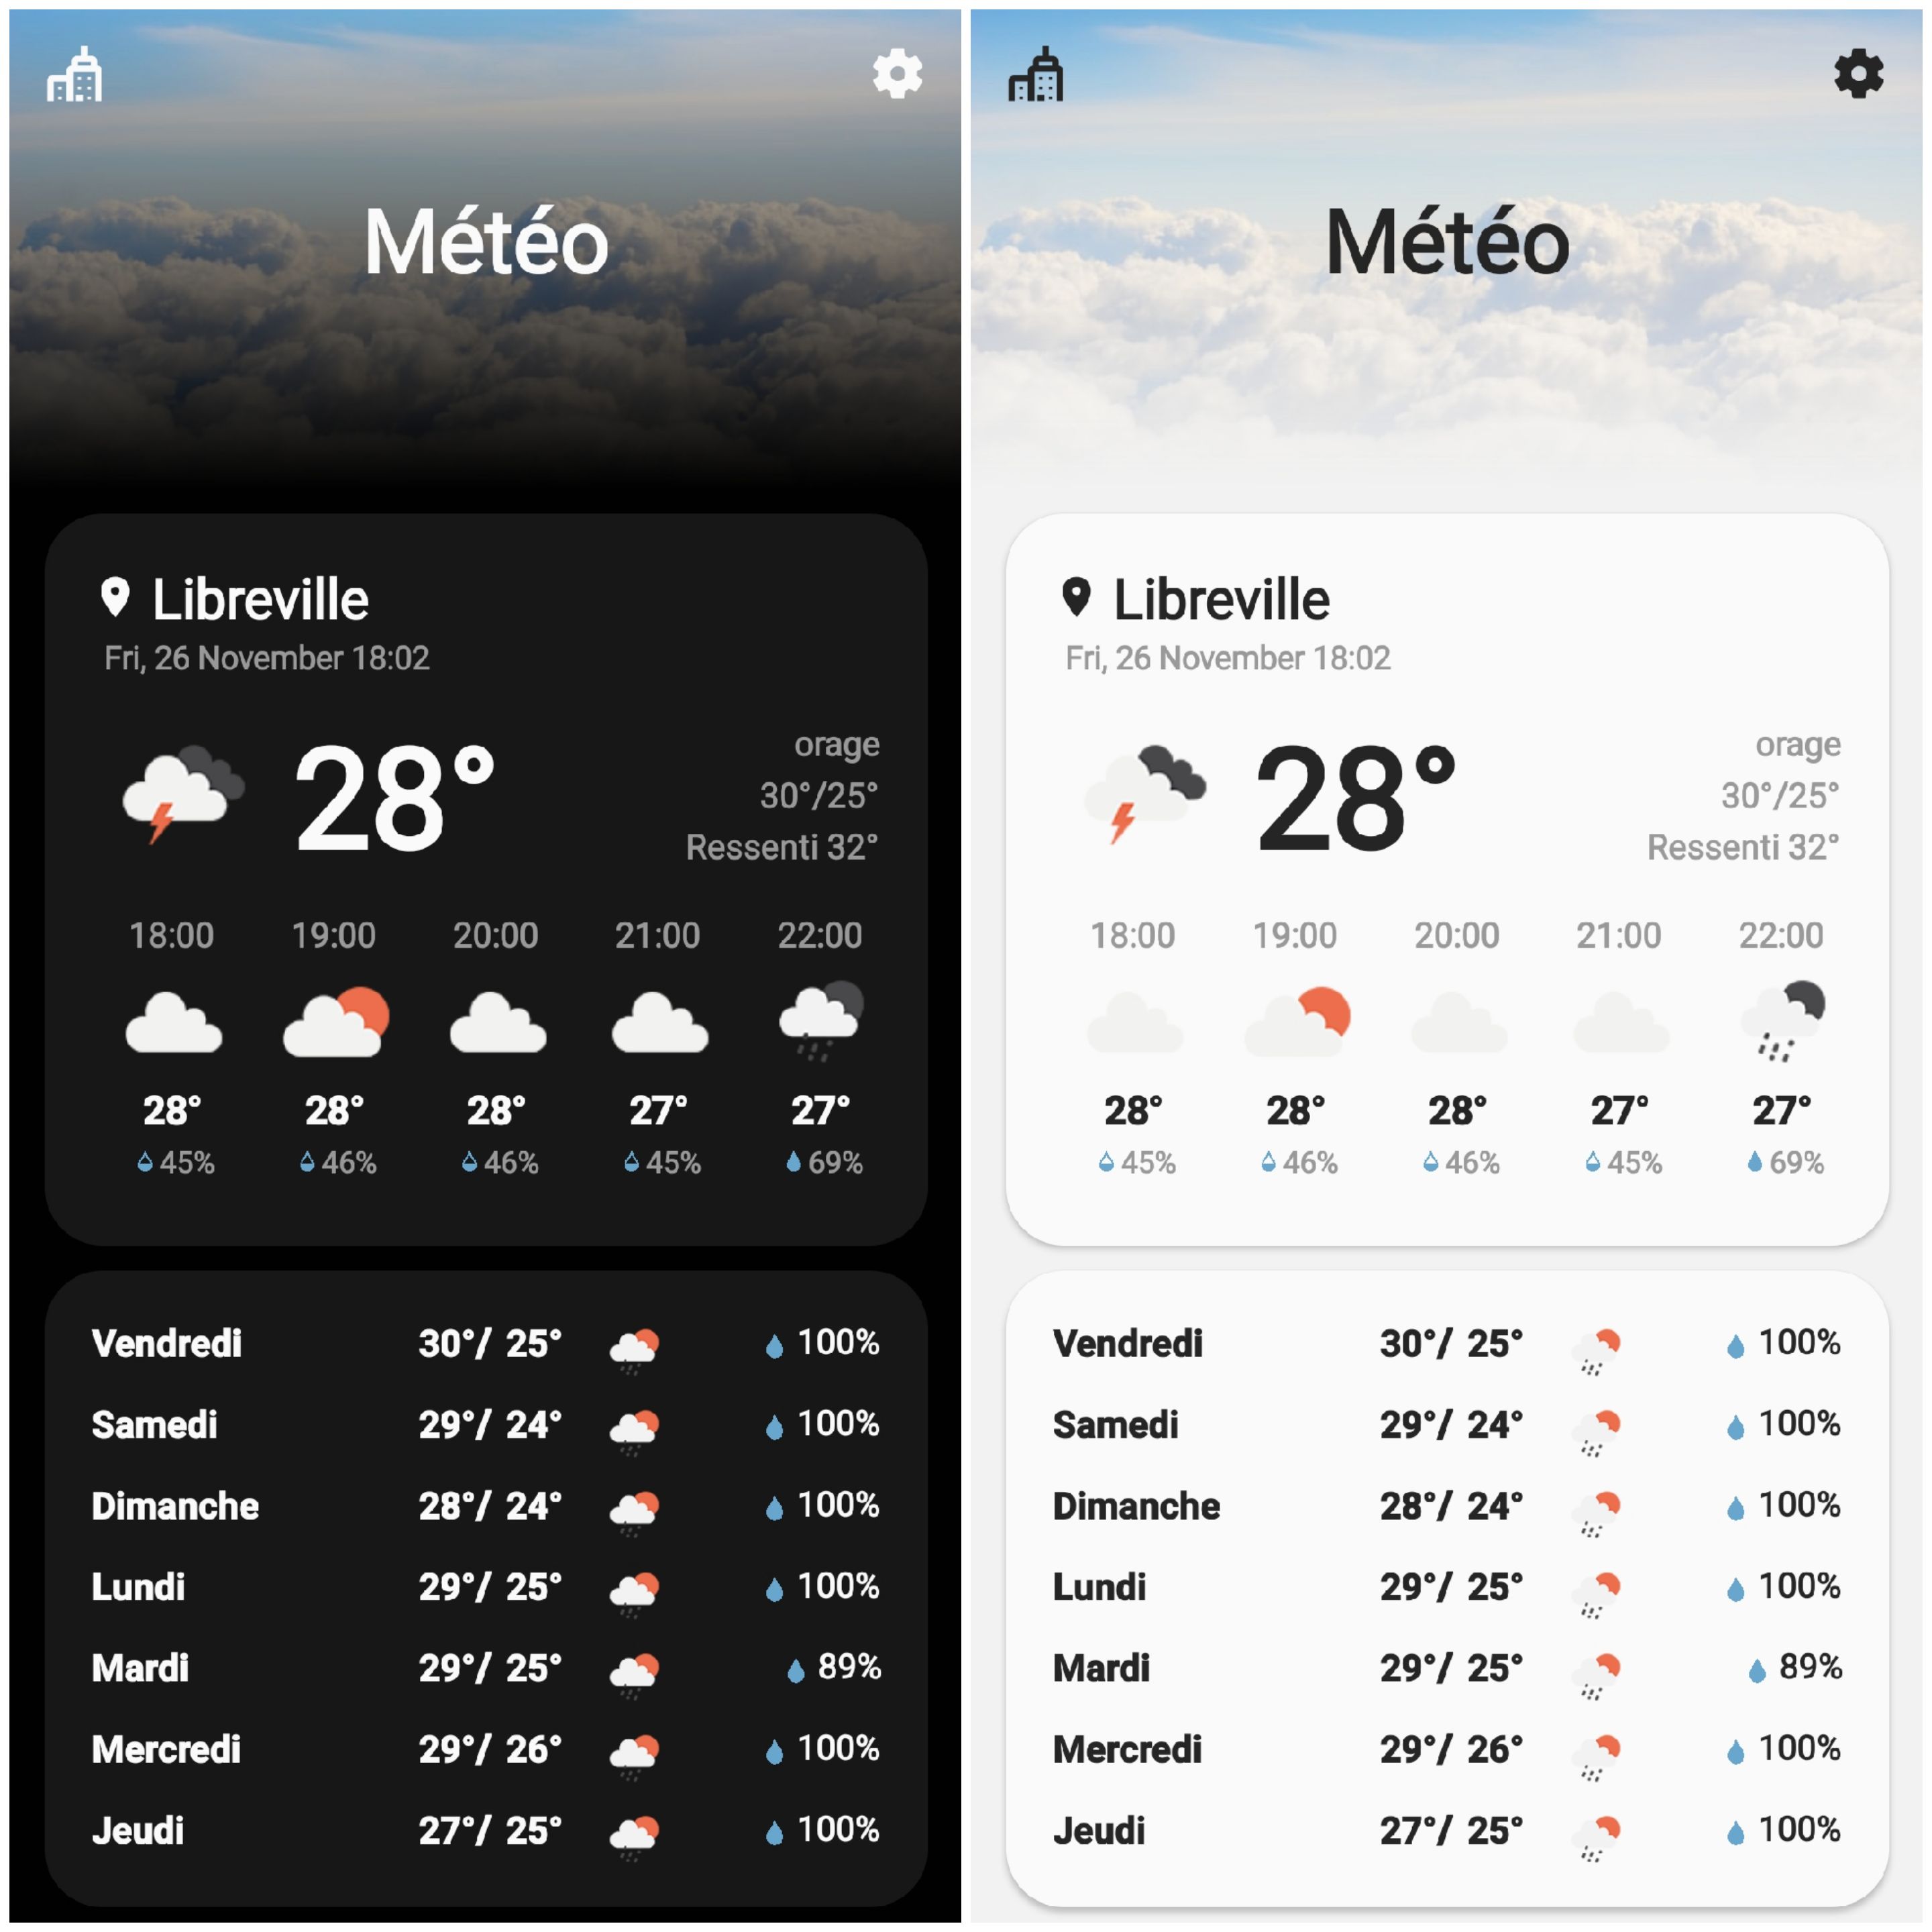 Météo
Libreville
Fri, 26 November 18:02
28°
orage
30°/25°
Ressenti 32°
18:00 19:00 20:00 21:00 22:00
28° 28° 28° 27° 27°
45% 46% 46% 45% 69%
Vendredi 30°/ 25° 100%
Samedi 29°/ 24° 100%
Dimanche 28°/ 24° 100%
Lundi 29°/ 25° 100%
Mardi 29°/ 25° 89%
Mercredi 29°/ 26° 100%
Jeudi 27°/ 25° 100%
Météo
Libreville
Fri, 26 November 18:02
28°
orage
30°/25°
Ressenti 32°
18:00 19:00 20:00 21:00 22:00
28° 28° 28° 27° 27°
45% 46% 46% 45% 69%
Vendredi 30°/ 25° 100%
Samedi 29°/ 24° 100%
Dimanche 28°/ 24° 100%
Lundi 29°/ 25° 100%
Mardi 29°/ 25° 89%
Mercredi 29°/ 26° 100%
Jeudi 27°/ 25° 100%